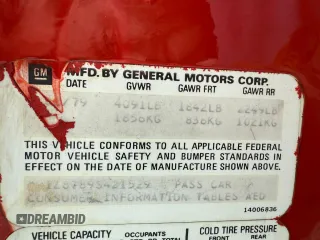 GM
MFD. BY GENERAL MOTORS CORP.
DATE GVWR GAWR FRT GAWR RR
79 4091LB 1842LB 2249LB
1856KG 836KG 1021KG
THIS VEHICLE CONFORMS TO ALL APPLICABLE FEDERAL
MOTOR VEHICLE SAFETY AND BUMPER STANDARDS IN
EFFECT ON THE DATE OF MANUFACTURE SHOWN ABOVE.
PASS CAR
CONSUMER INFORMATION TABLES
14006836
VEHICLE CAPACITY OCCUPANTS COLD TIRE PRESSURE
FRONT
DREAMBID